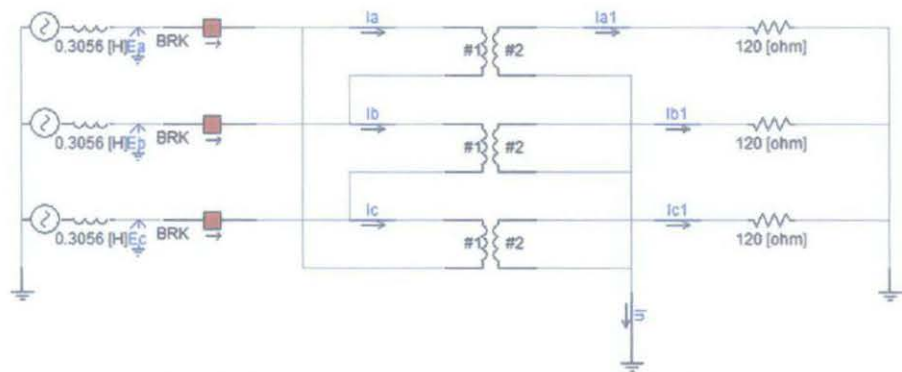 Ia
Ia1
0.3056 [H]
Ea
BRK
#1
#2
120 [ohm]
Ib
Ib1
0.3056 [H]
Eb
BRK
#1
#2
120 [ohm]
Ic
Ic1
0.3056 [H]
Ec
BRK
#1
#2
120 [ohm]